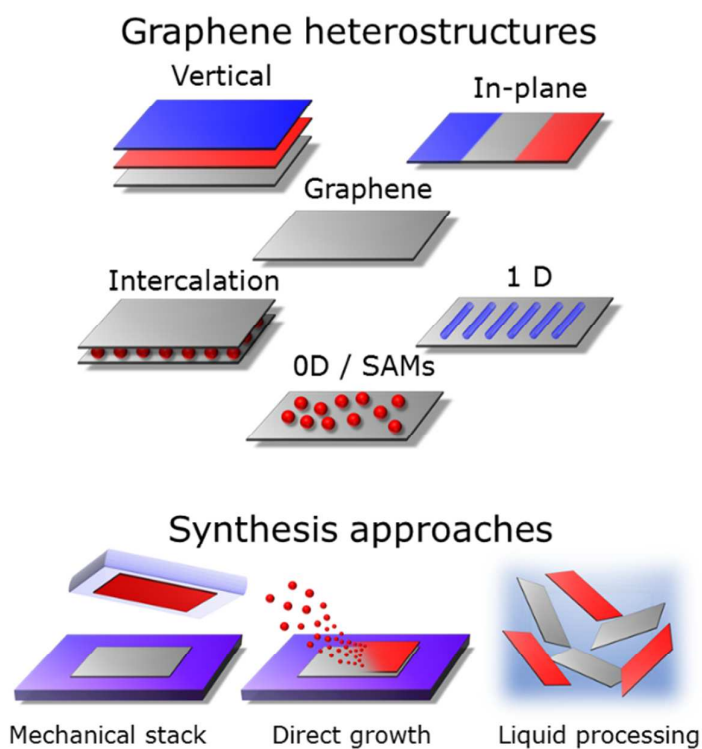 Graphene heterostructures
Vertical
In-plane
Graphene
Intercalation
1 D
0D / SAMs
Synthesis approaches
Mechanical stack
Direct growth
Liquid processing